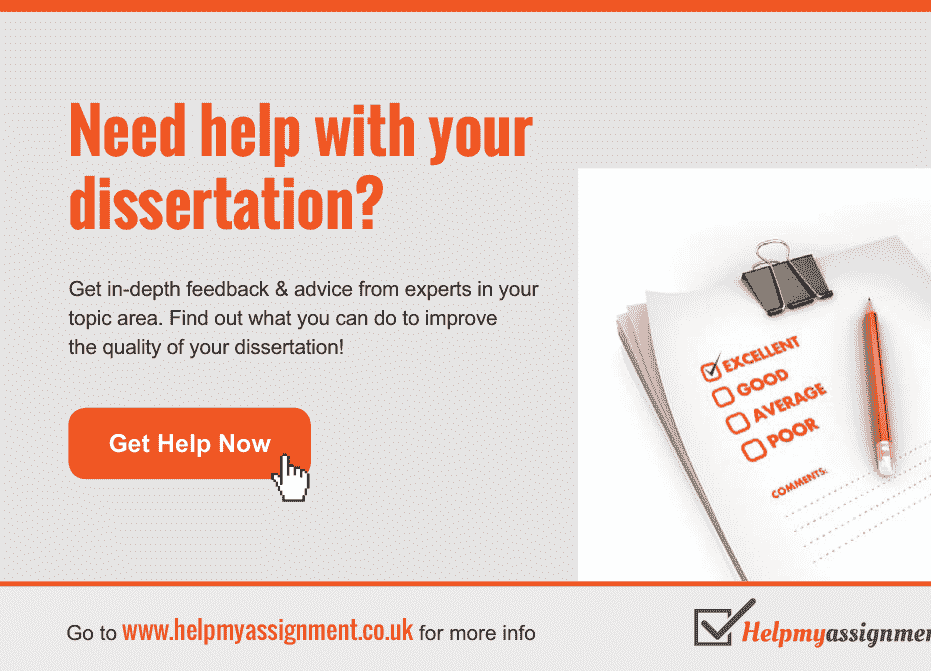 Need help with your
dissertation?
Get in-depth feedback & advice from experts in your
topic area. Find out what you can do to improve
the quality of your dissertation!
Get Help Now
EXCELLENT
GOOD
AVERAGE
POOR
COMMENTS:
Go to www.helpmyassignment.co.uk for more info
Helpmyassignmen